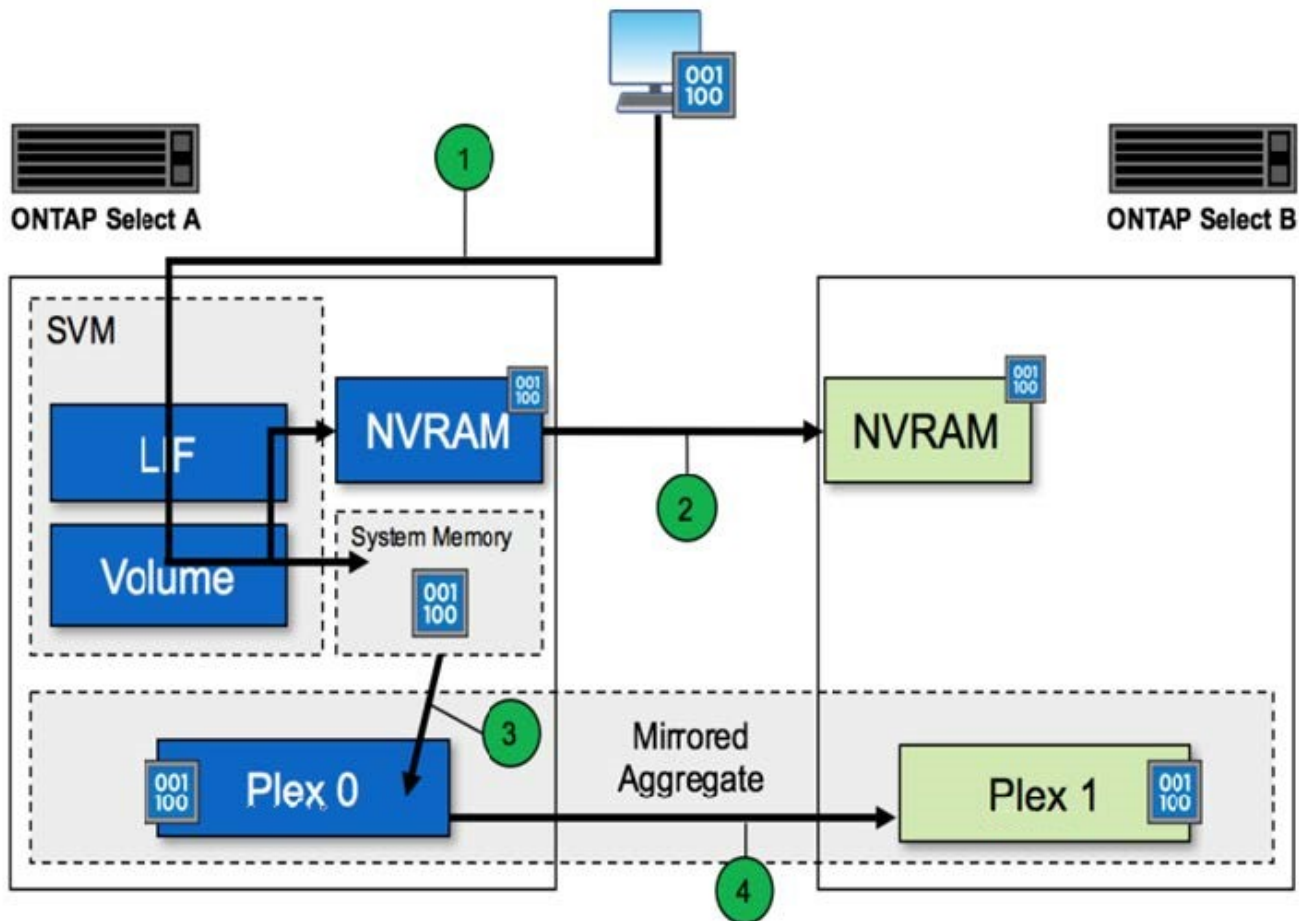 001
100
1
ONTAP Select A
ONTAP Select B
SVM
LIF
Volume
NVRAM
001
100
2
NVRAM
001
100
System Memory
001
100
3
Mirrored
Aggregate
001
100
Plex 0
Plex 1
001
100
4